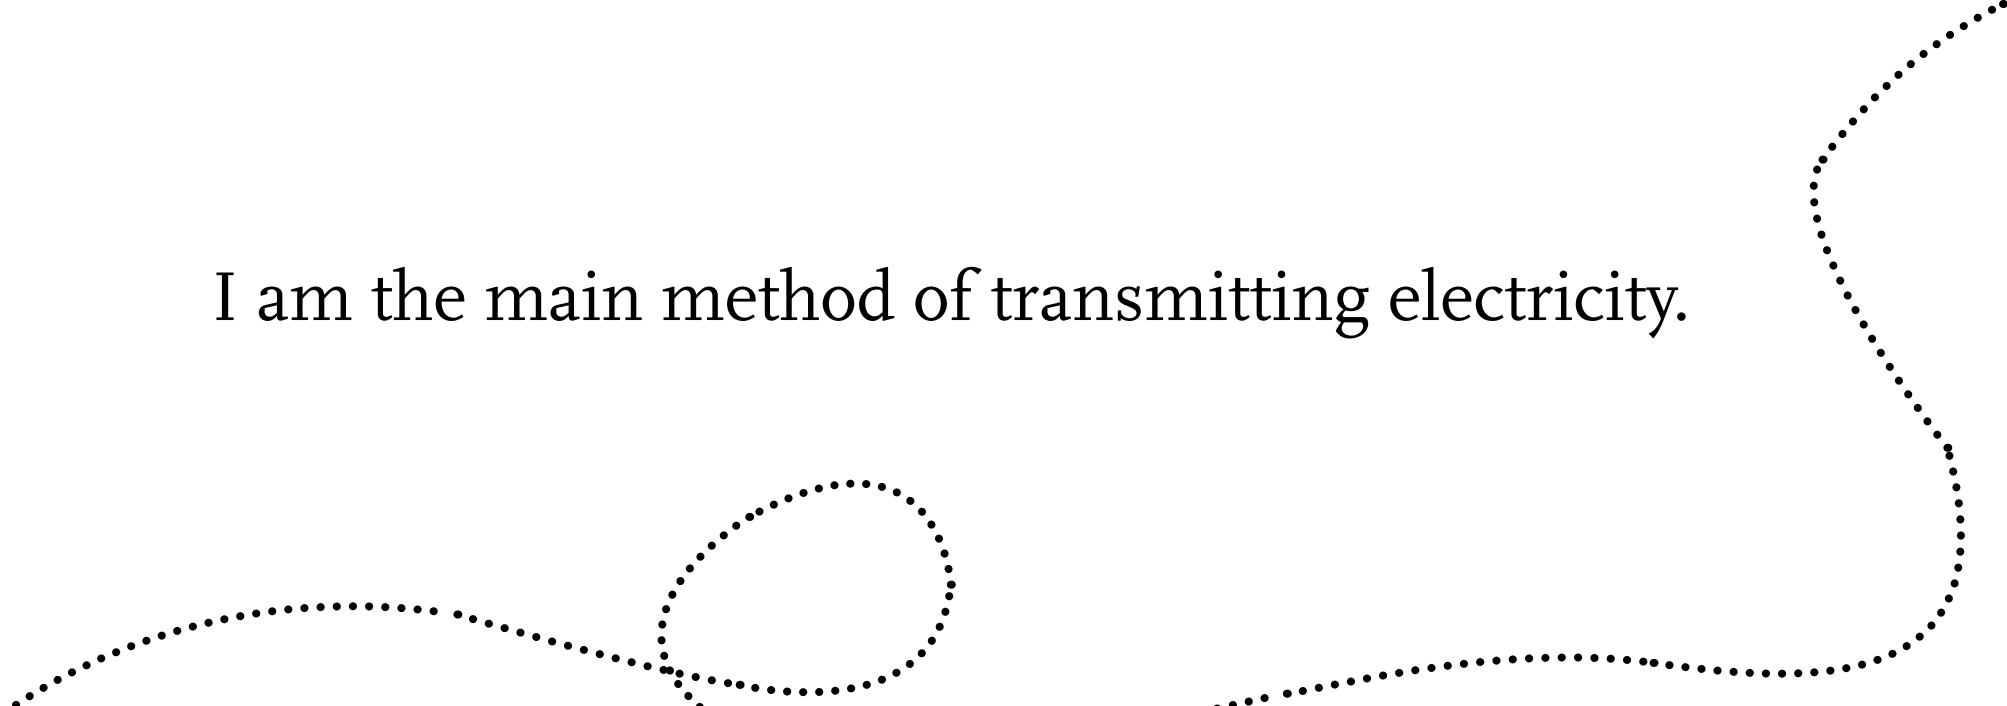 I am the main method of transmitting electricity.